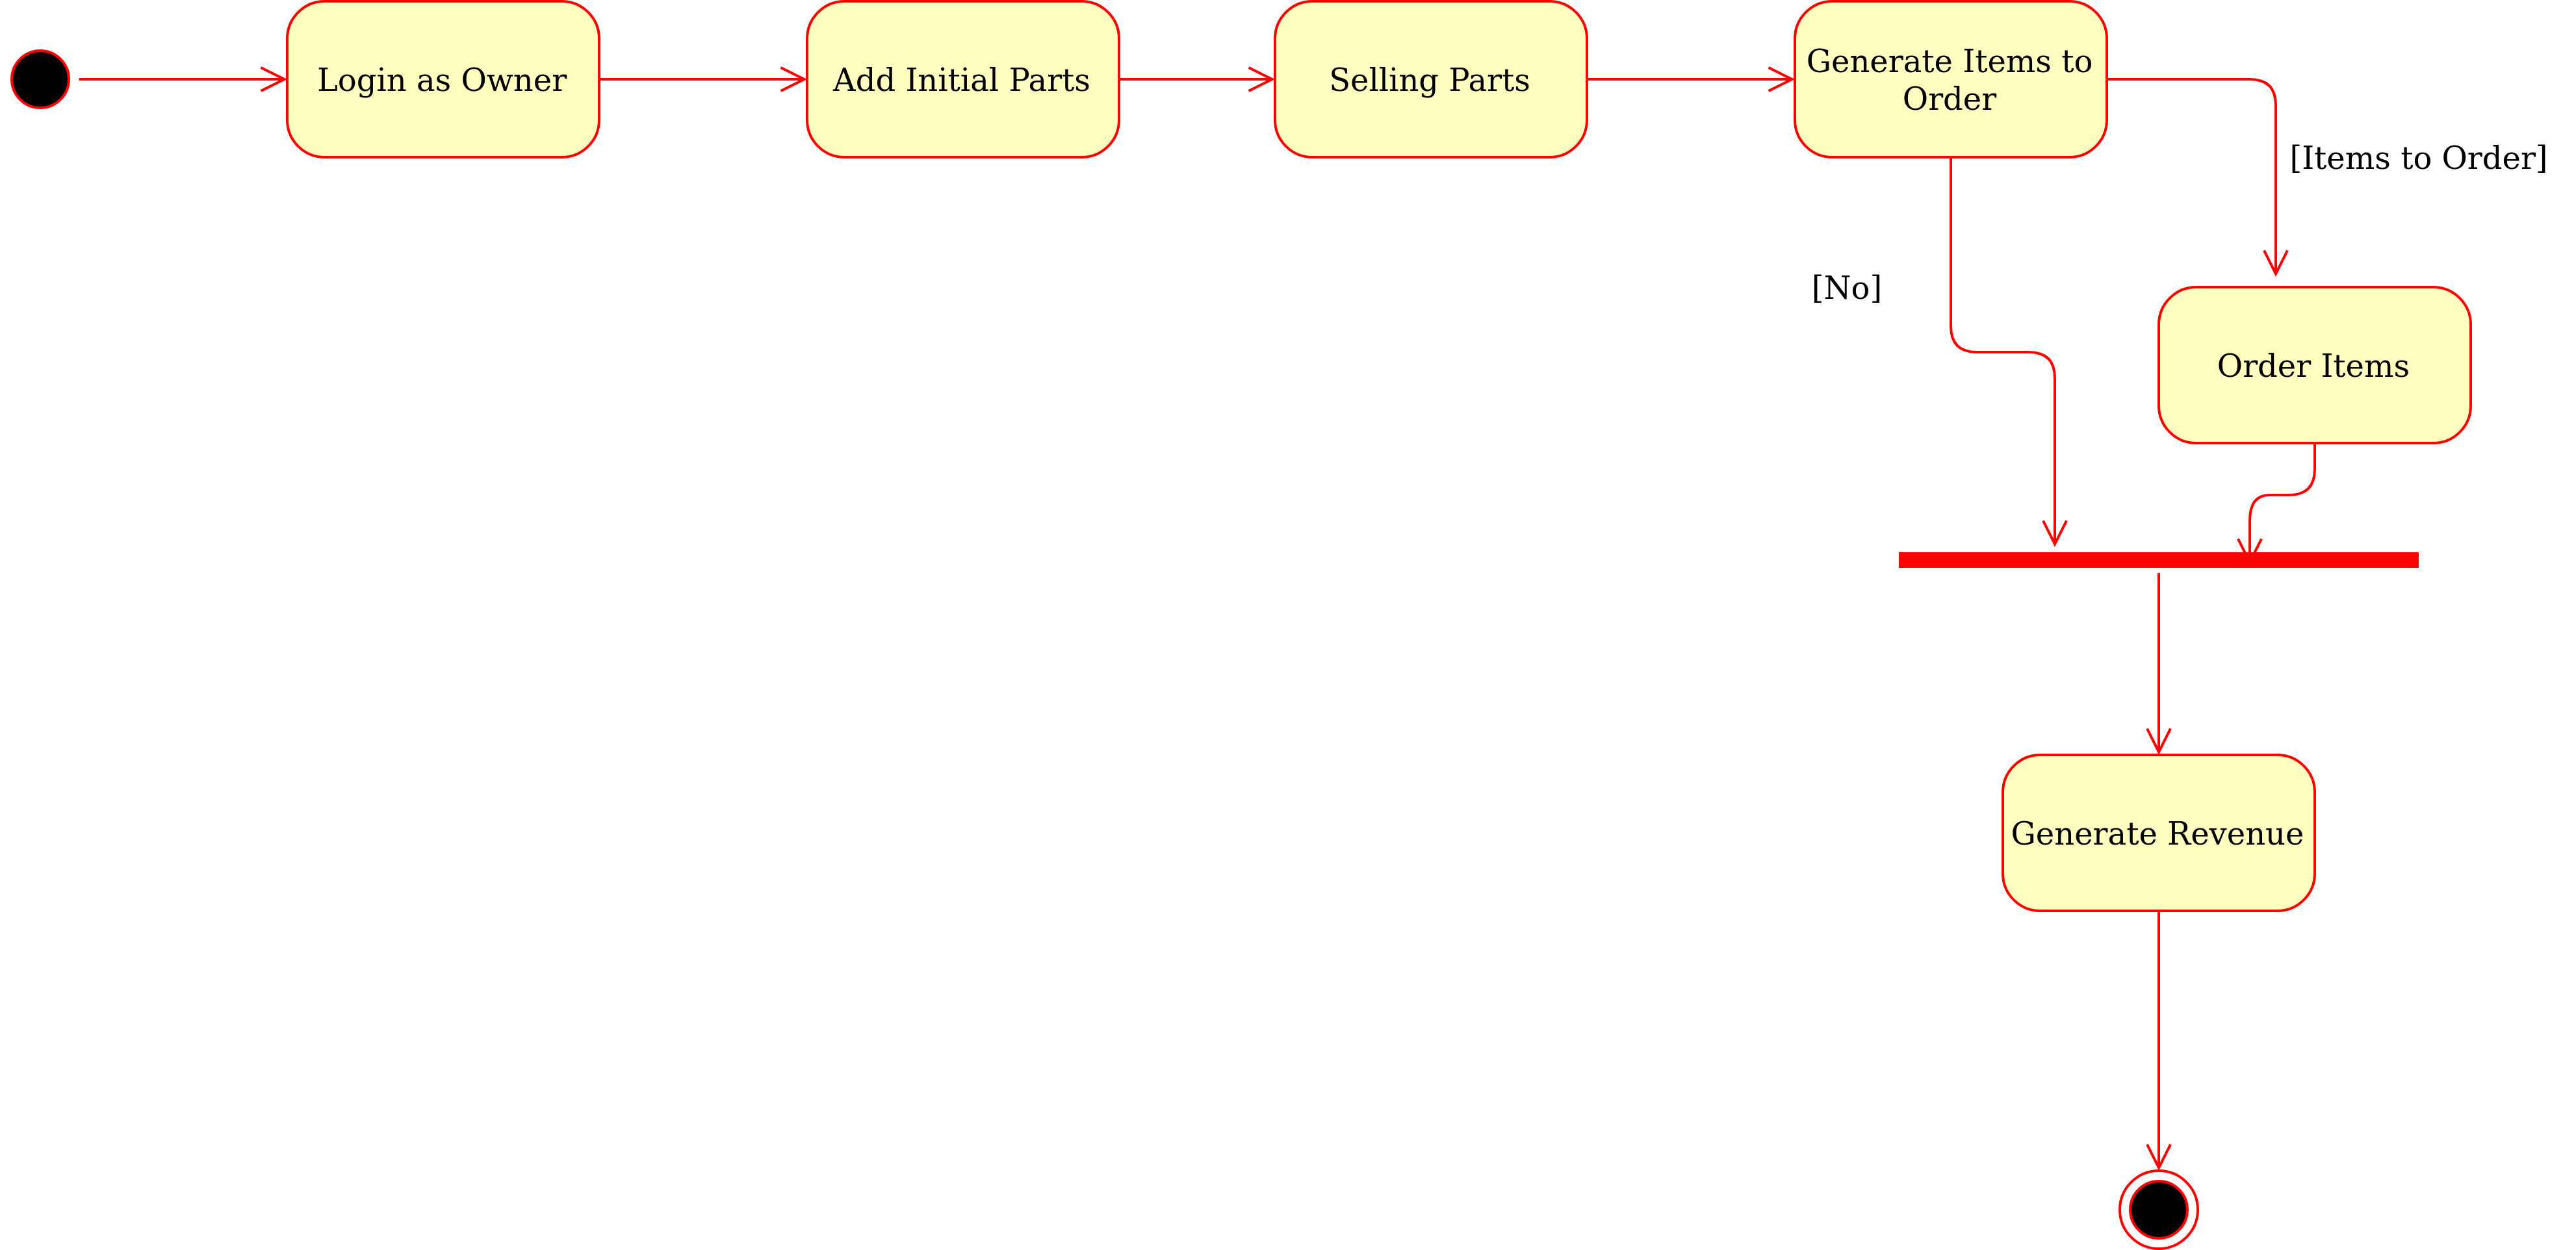 Login as Owner
Add Initial Parts
Selling Parts
Generate Items to
Order
[Items to Order]
[No]
Order Items
Generate Revenue